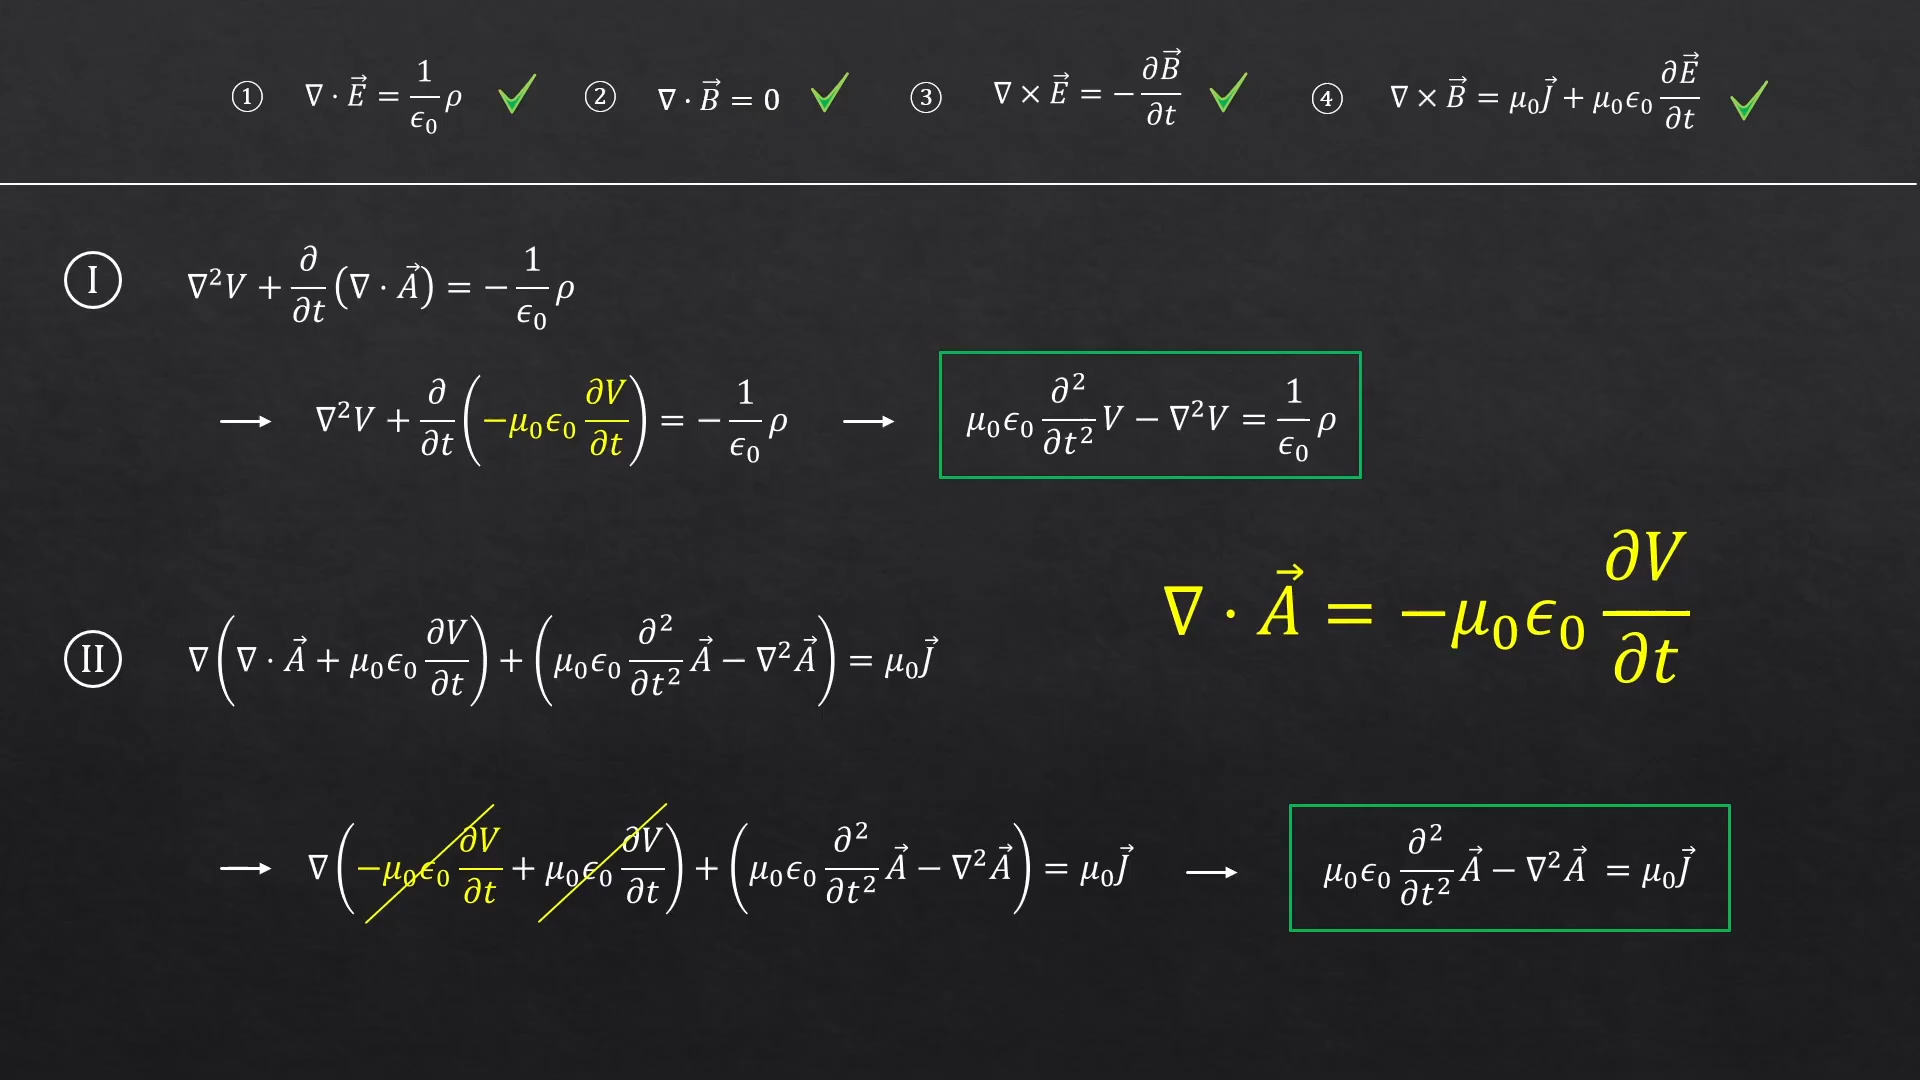 ① ∇ · E⃗ = 1/ϵ₀ ρ ② ∇ · B⃗ = 0 ③ ∇ × E⃗ = −∂B⃗/∂t ④ ∇ × B⃗ = μ₀J⃗ + μ₀ϵ₀ ∂E⃗/∂t
I ∇²V + ∂/∂t (∇ · A⃗) = −1/ϵ₀ ρ
→ ∇²V + ∂/∂t (−μ₀ϵ₀ ∂V/∂t) = −1/ϵ₀ ρ → μ₀ϵ₀ ∂²/∂t² V − ∇²V = 1/ϵ₀ ρ
∇ · A⃗ = −μ₀ϵ₀ ∂V/∂t
II ∇(∇ · A⃗ + μ₀ϵ₀ ∂V/∂t) + (μ₀ϵ₀ ∂²/∂t² A⃗ − ∇²A⃗) = μ₀J⃗
→ ∇(−μ₀ϵ₀ ∂V/∂t + μ₀ϵ₀ ∂V/∂t) + (μ₀ϵ₀ ∂²/∂t² A⃗ − ∇²A⃗) = μ₀J⃗ → μ₀ϵ₀ ∂²/∂t² A⃗ − ∇²A⃗ = μ₀J⃗